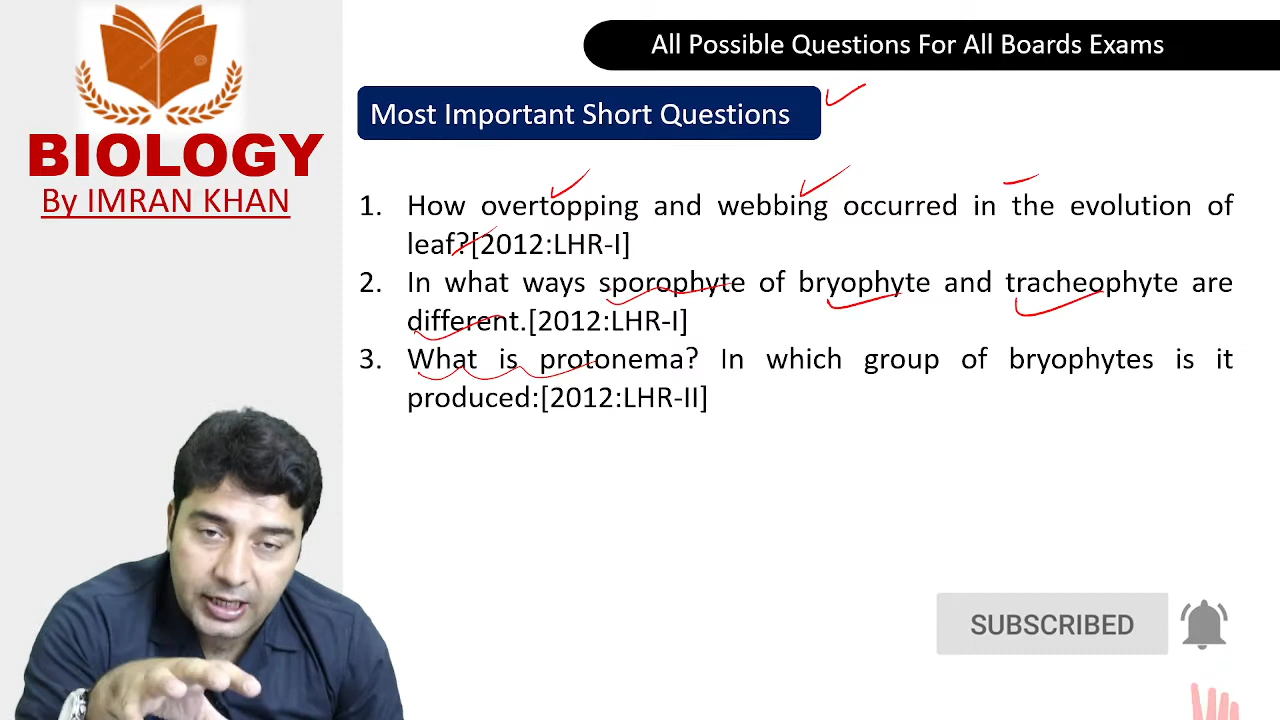 All Possible Questions For All Boards Exams
Most Important Short Questions
BIOLOGY
By IMRAN KHAN
1. How overtopping and webbing occurred in the evolution of
leaf?[2012:LHR-I]
2. In what ways sporophyte of bryophyte and tracheophyte are
different.[2012:LHR-I]
3. What is protonema? In which group of bryophytes is it
produced:[2012:LHR-II]
SUBSCRIBED